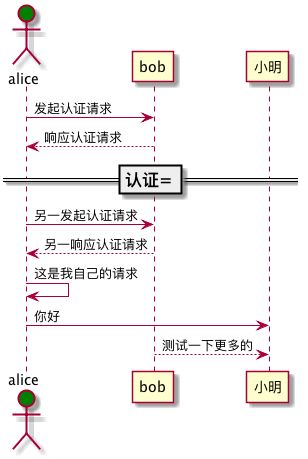 alice
bob
小明
发起认证请求
响应认证请求
认证=
另一发起认证请求
另一响应认证请求
这是我自己的请求
你好
测试一下更多的
alice
bob
小明